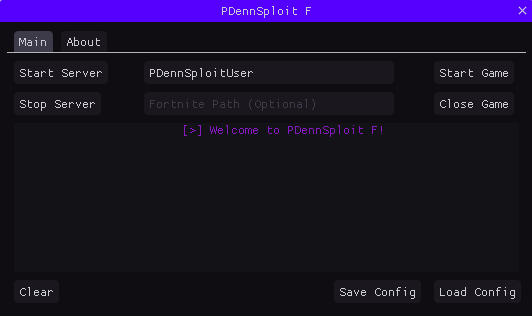 PDennSploit F
Main About
Start Server PDennSploitUser Start Game
Stop Server Fortnite Path (Optional) Close Game
[>] Welcome to PDennSploit F!
Clear Save Config Load Config